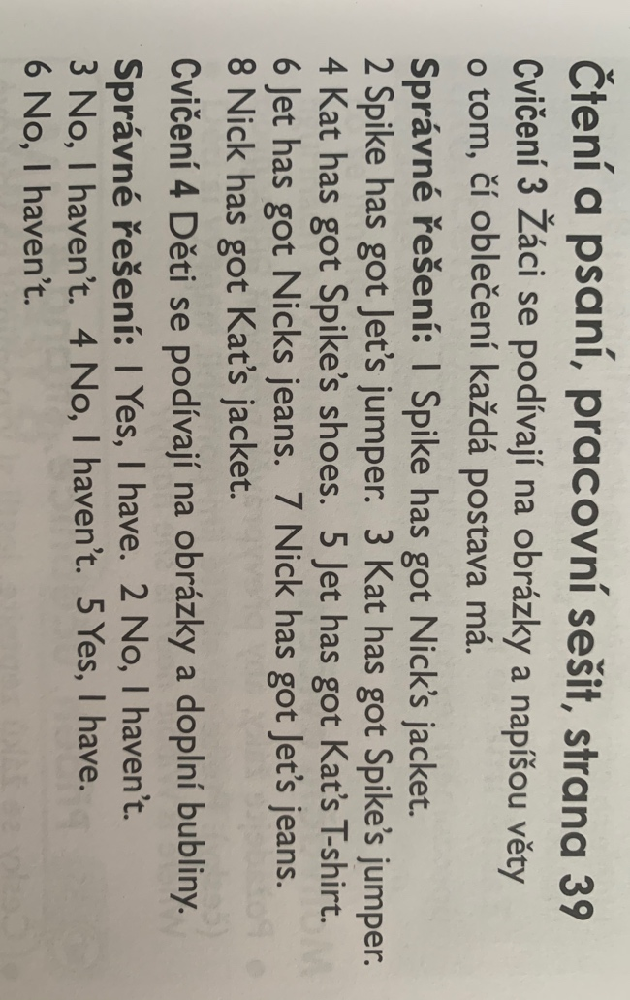 Čtení a psaní, pracovní sešit, strana 39
Cvičení 3 Žáci se podívají na obrázky a napíšou věty
o tom, čí oblečení každá postava má.
Správné řešení: 1 Spike has got Nick's jacket.
2 Spike has got Jet's jumper. 3 Kat has got Spike's jumper.
4 Kat has got Spike's shoes. 5 Jet has got Kat's T-shirt.
6 Jet has got Nicks jeans. 7 Nick has got Jet's jeans.
8 Nick has got Kat's jacket.
Cvičení 4 Děti se podívají na obrázky a doplní bubliny.
Správné řešení: 1 Yes, I have. 2 No, I haven't.
3 No, I haven't. 4 No, I haven't. 5 Yes, I have.
6 No, I haven't.